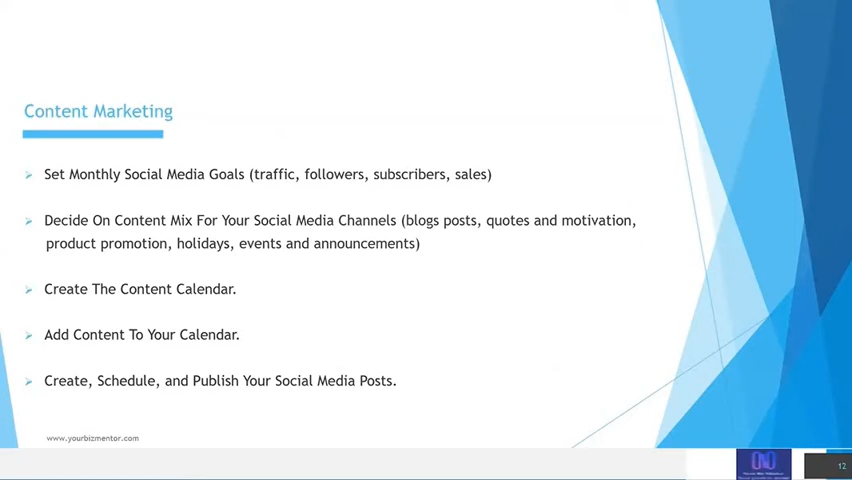 Content Marketing
Set Monthly Social Media Goals (traffic, followers, subscribers, sales)
Decide On Content Mix For Your Social Media Channels (blogs posts, quotes and motivation,
product promotion, holidays, events and announcements)
Create The Content Calendar.
Add Content To Your Calendar.
Create, Schedule, and Publish Your Social Media Posts.
www.yourbizmentor.com
12